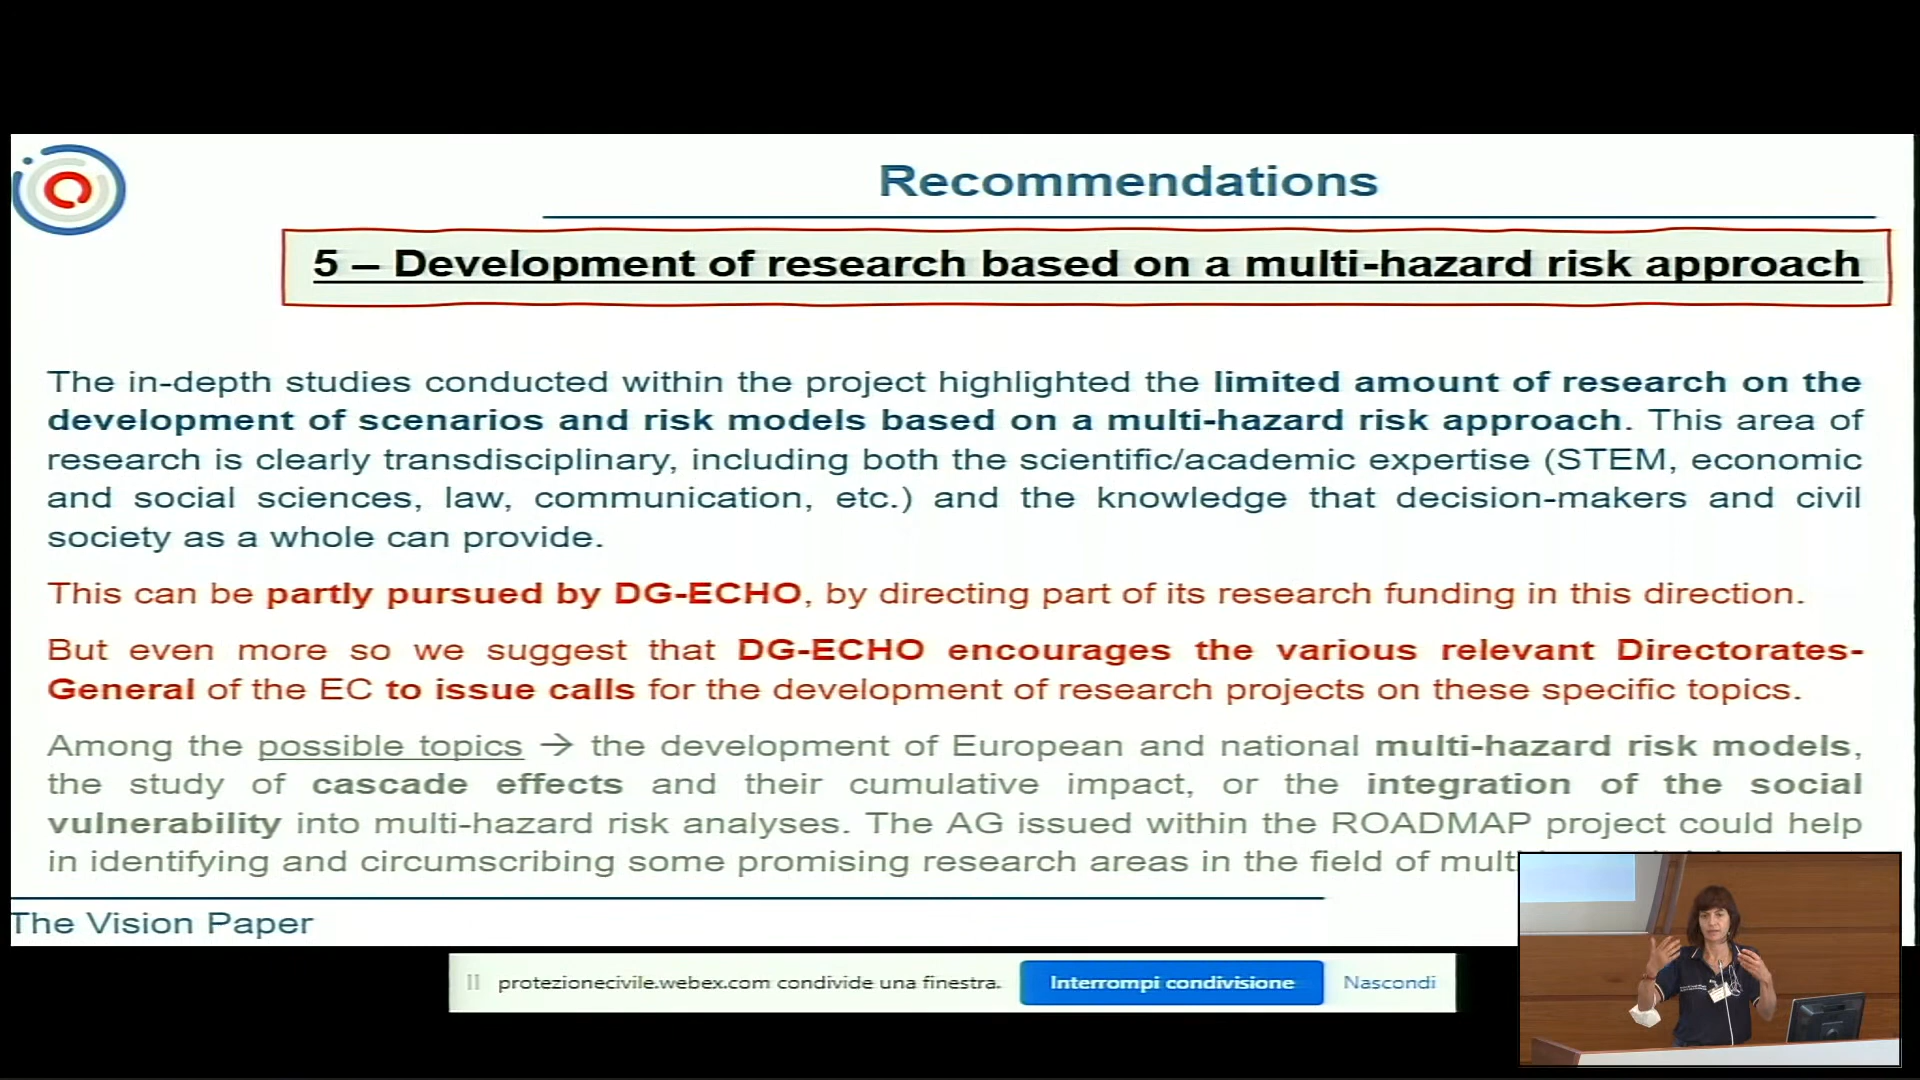 Recommendations
5 – Development of research based on a multi-hazard risk approach
The in-depth studies conducted within the project highlighted the limited amount of research on the
development of scenarios and risk models based on a multi-hazard risk approach. This area of
research is clearly transdisciplinary, including both the scientific/academic expertise (STEM, economic
and social sciences, law, communication, etc.) and the knowledge that decision-makers and civil
society as a whole can provide.
This can be partly pursued by DG-ECHO, by directing part of its research funding in this direction.
But even more so we suggest that DG-ECHO encourages the various relevant Directorates-
General of the EC to issue calls for the development of research projects on these specific topics.
Among the possible topics → the development of European and national multi-hazard risk models,
the study of cascade effects and their cumulative impact, or the integration of the social
vulnerability into multi-hazard risk analyses. The AG issued within the ROADMAP project could help
in identifying and circumscribing some promising research areas in the field of
The Vision Paper
protezionecivile.webex.com condivide una finestra.
Interrompi condivisione
Nascondi